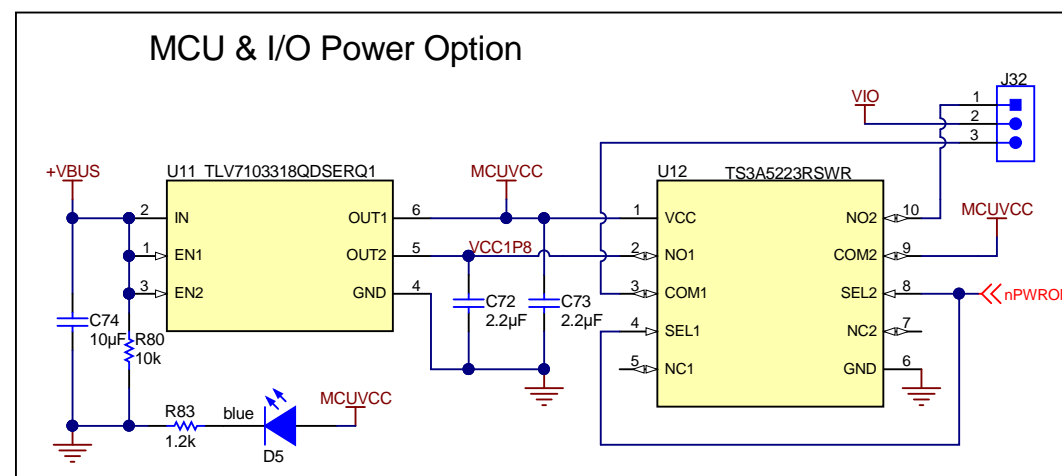 MCU & I/O Power Option
J32
1
2
3
VIO
+VBUS
U11 TLV7103318QDSERQ1
MCUVCC
U12 TS3A5223RSWR
2 IN
1 EN1
3 EN2
OUT1 6
OUT2 5
GND 4
VCC1P8
1 VCC
2 NO1
3 COM1
4 SEL1
5 NC1
NO2 10
COM2 9
SEL2 8
NC2 7
GND 6
MCUVCC
C74
10µF
R80
10k
C72
2.2µF
C73
2.2µF
R83
1.2k
blue
D5
MCUVCC